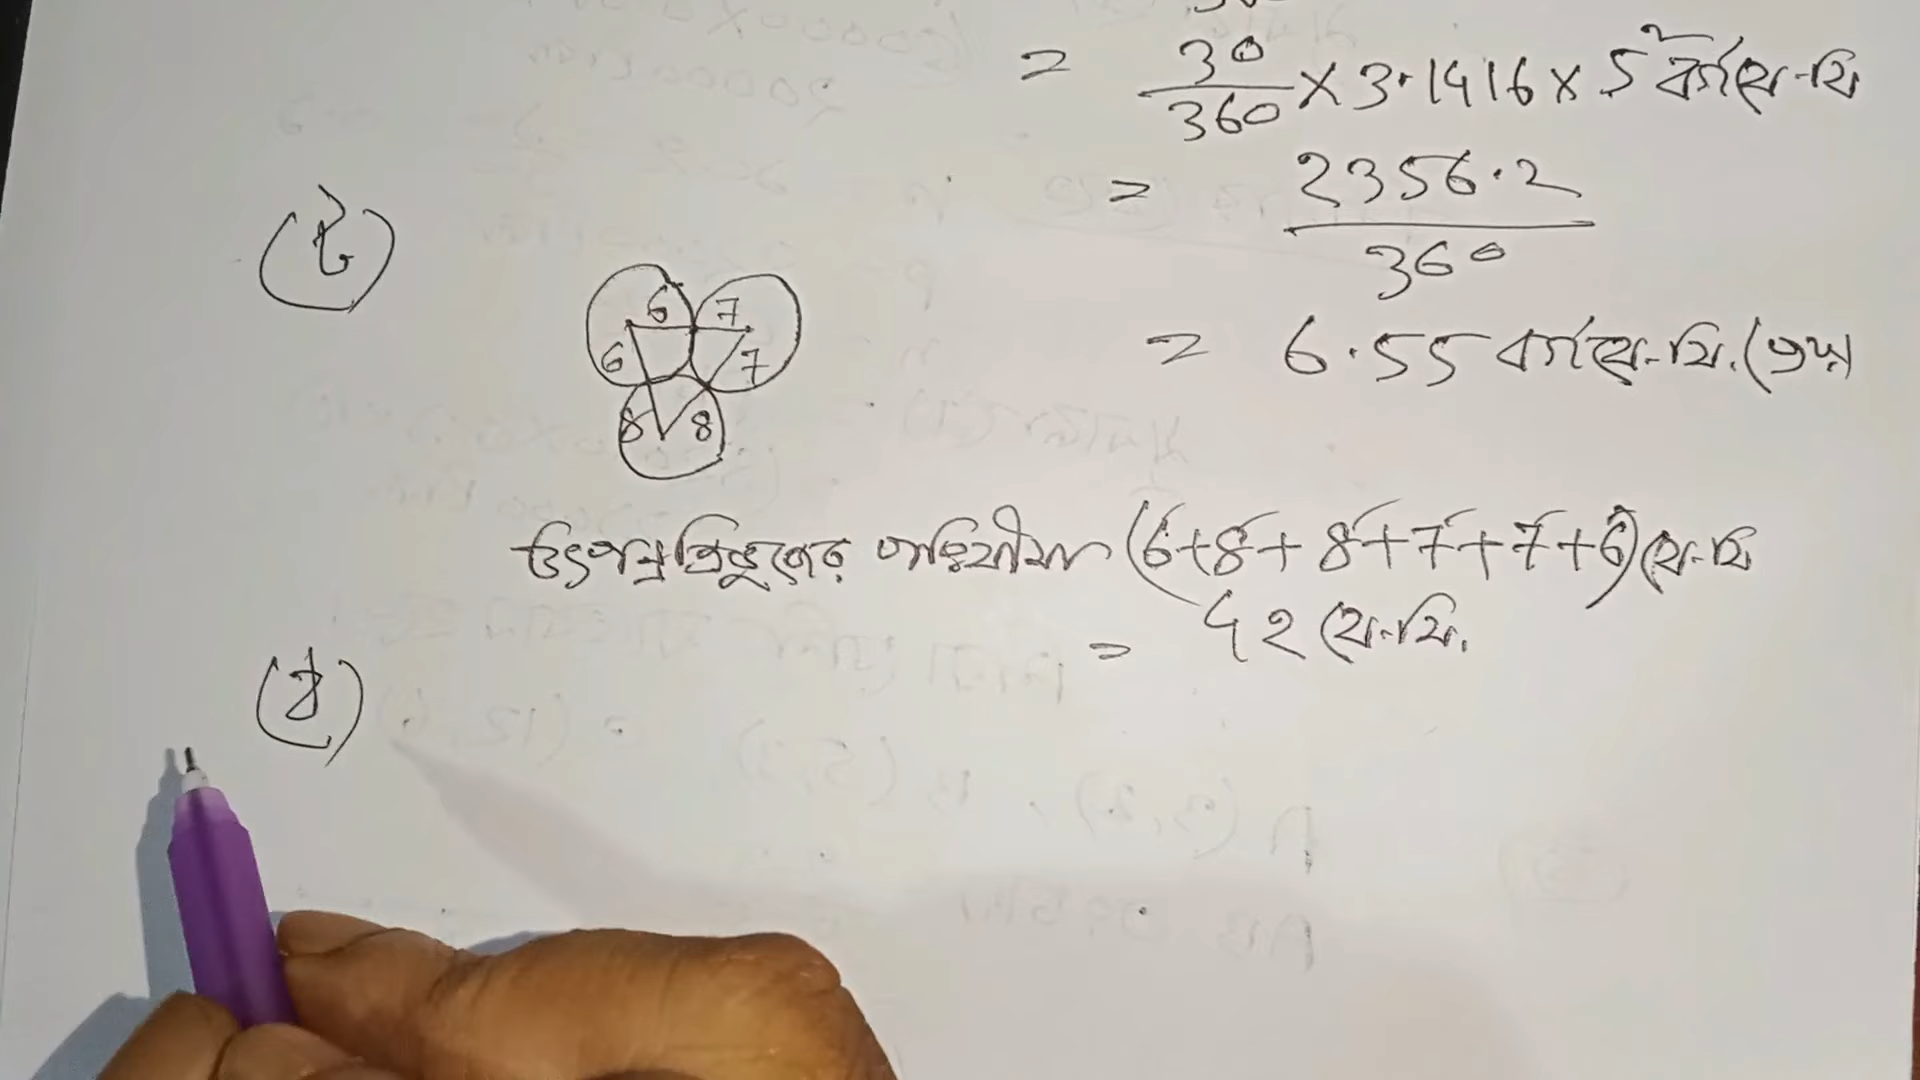 = 30/360 × 3.1416 × 5² বর্গসে.মি
= 2356.2/360
= 6.55 বর্গসে.মি. (প্রায়)
(ট)
6 7
6 7
8 8
উৎপন্ন ত্রিভুজের পরিসীমা (6+8+8+7+7+6) সে.মি
= 42 সে.মি.
(ঠ)